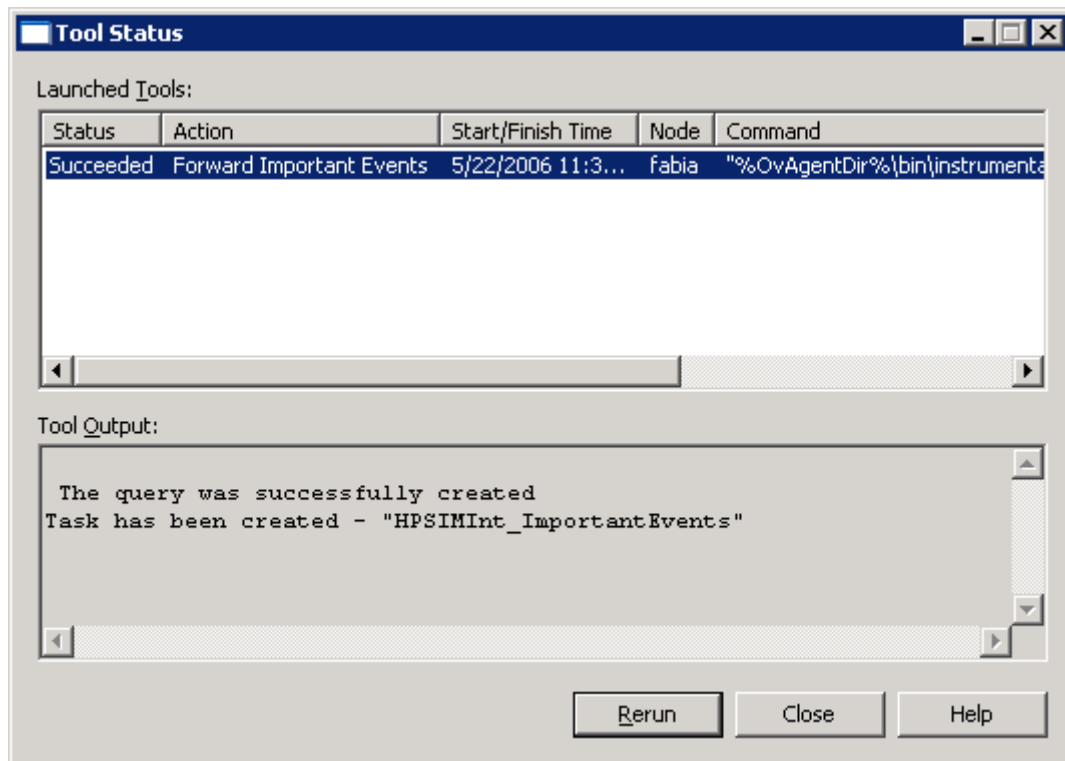 Tool Status
Launched Tools:
Status Action Start/Finish Time Node Command
Succeeded Forward Important Events 5/22/2006 11:3... fabia "%OvAgentDir%\bin\instrumenta
Tool Output:
The query was successfully created
Task has been created - "HPSIMInt_ImportantEvents"
Rerun Close Help